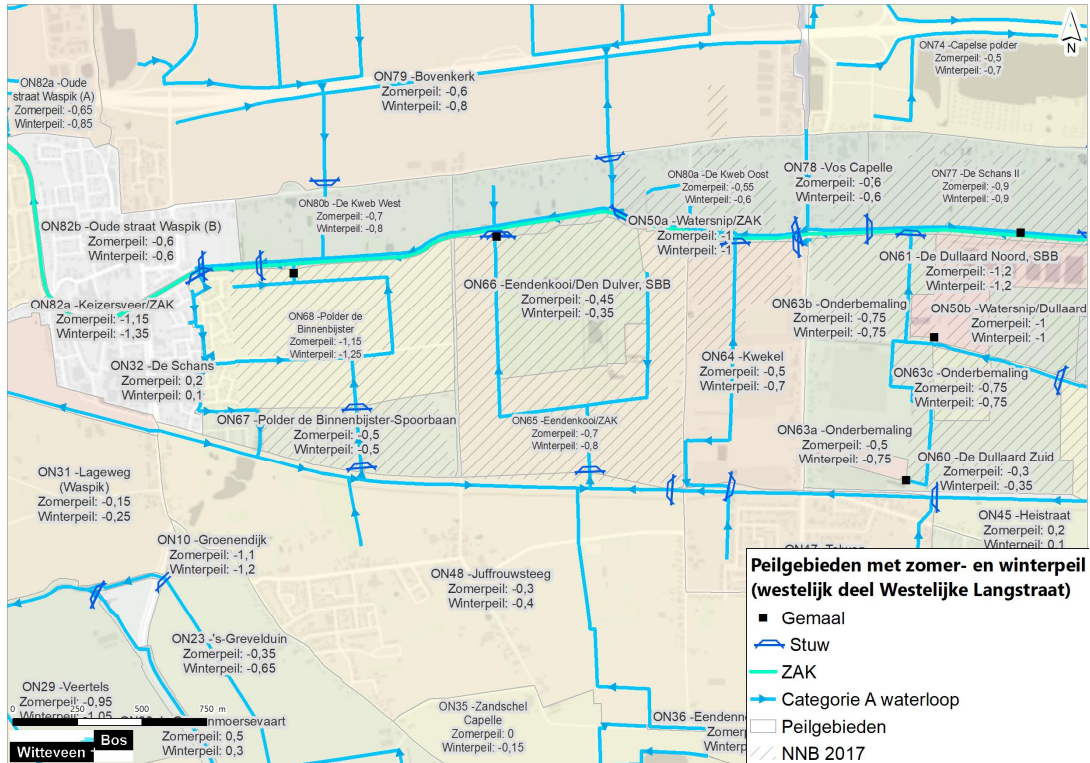 N
ON74 -Capelse polder
Zomerpeil: -0,5
Winterpeil: -0,7
ON79 -Bovenkerk
Zomerpeil: -0,6
Winterpeil: -0,8
ON82a -Oude
straat Waspik (A)
Zomerpeil: -0,65
Winterpeil: -0,85
ON80a -De Kweb Oost
Zomerpeil: -0,55
Winterpeil: -0,6
ON78 -Vos Capelle
Zomerpeil: -0,6
Winterpeil: -0,6
ON77 -De Schans II
Zomerpeil: -0,9
Winterpeil: -0,9
ON80b -De Kweb West
Zomerpeil: -0,7
Winterpeil: -0,8
ON82b -Oude straat Waspik (B)
Zomerpeil: -0,6
Winterpeil: -0,6
ON50a -Watersnip/ZAK
Zomerpeil: -1
Winterpeil: -1
ON61 -De Dullaard Noord, SBB
Zomerpeil: -1,2
Winterpeil: -1,2
ON66 -Eendenkooi/Den Dulver, SBB
Zomerpeil: -0,45
Winterpeil: -0,35
ON82a -Keizersveer/ZAK
Zomerpeil: -1,15
Winterpeil: -1,35
ON63b -Onderbemaling
Zomerpeil: -0,75
Winterpeil: -0,75
ON50b -Watersnip/Dullaard
Zomerpeil: -1
Winterpeil: -1
ON68 -Polder de
Binnenbijster
Zomerpeil: -1,15
Winterpeil: -1,25
ON64 -Kwekel
Zomerpeil: -0,5
Winterpeil: -0,7
ON32 -De Schans
Zomerpeil: 0,2
Winterpeil: 0,1
ON63c -Onderbemaling
Zomerpeil: -0,75
Winterpeil: -0,75
ON67 -Polder de Binnenbijster-Spoorbaan
Zomerpeil: -0,5
Winterpeil: -0,5
ON65 -Eendenkooi/ZAK
Zomerpeil: -0,7
Winterpeil: -0,8
ON63a -Onderbemaling
Zomerpeil: -0,5
Winterpeil: -0,75
ON60 -De Dullaard Zuid
Zomerpeil: -0,3
Winterpeil: -0,35
ON31 -Lageweg
(Waspik)
Zomerpeil: -0,15
Winterpeil: -0,25
ON45 -Heistraat
Zomerpeil: 0,2
Winterpeil: 0,1
ON10 -Groenendijk
Zomerpeil: -1,1
Winterpeil: -1,2
ON48 -Juffrouwsteeg
Zomerpeil: -0,3
Winterpeil: -0,4
ON23 -'s-Grevelduin
Zomerpeil: -0,35
Winterpeil: -0,65
ON29 -Veertels
Zomerpeil: -0,95
Winterpeil: -1,05
Zomerpeil: 0,5
Winterpeil: 0,3
ON35 -Zandschel
Capelle
Zomerpeil: 0
Winterpeil: -0,15
ON36
0 250 500 750 m
Witteveen + Bos
Peilgebieden met zomer- en winterpeil
(westelijk deel Westelijke Langstraat)
Gemaal
Stuw
ZAK
Categorie A waterloop
Peilgebieden
NNB 2017